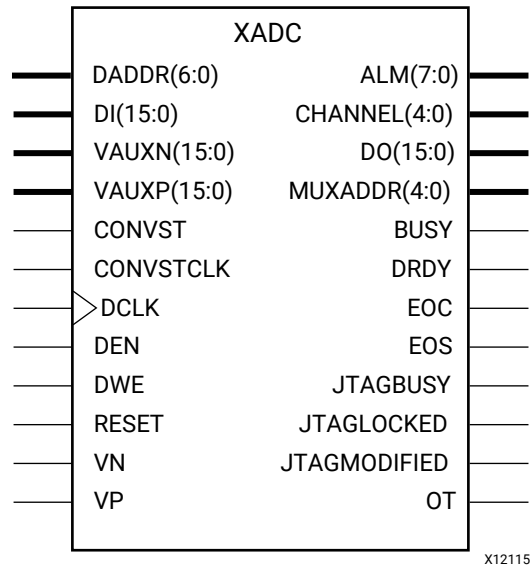 XADC
DADDR(6:0) ALM(7:0)
DI(15:0) CHANNEL(4:0)
VAUXN(15:0) DO(15:0)
VAUXP(15:0) MUXADDR(4:0)
CONVST BUSY
CONVSTCLK DRDY
DCLK EOC
DEN EOS
DWE JTAGBUSY
RESET JTAGLOCKED
VN JTAGMODIFIED
VP OT
X12115